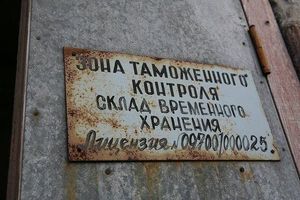 ЗОНА ТАМОЖЕННОГО
КОНТРОЛЯ
СКЛАД ВРЕМЕННОГО
ХРАНЕНИЯ
Лицензия №09700/000025